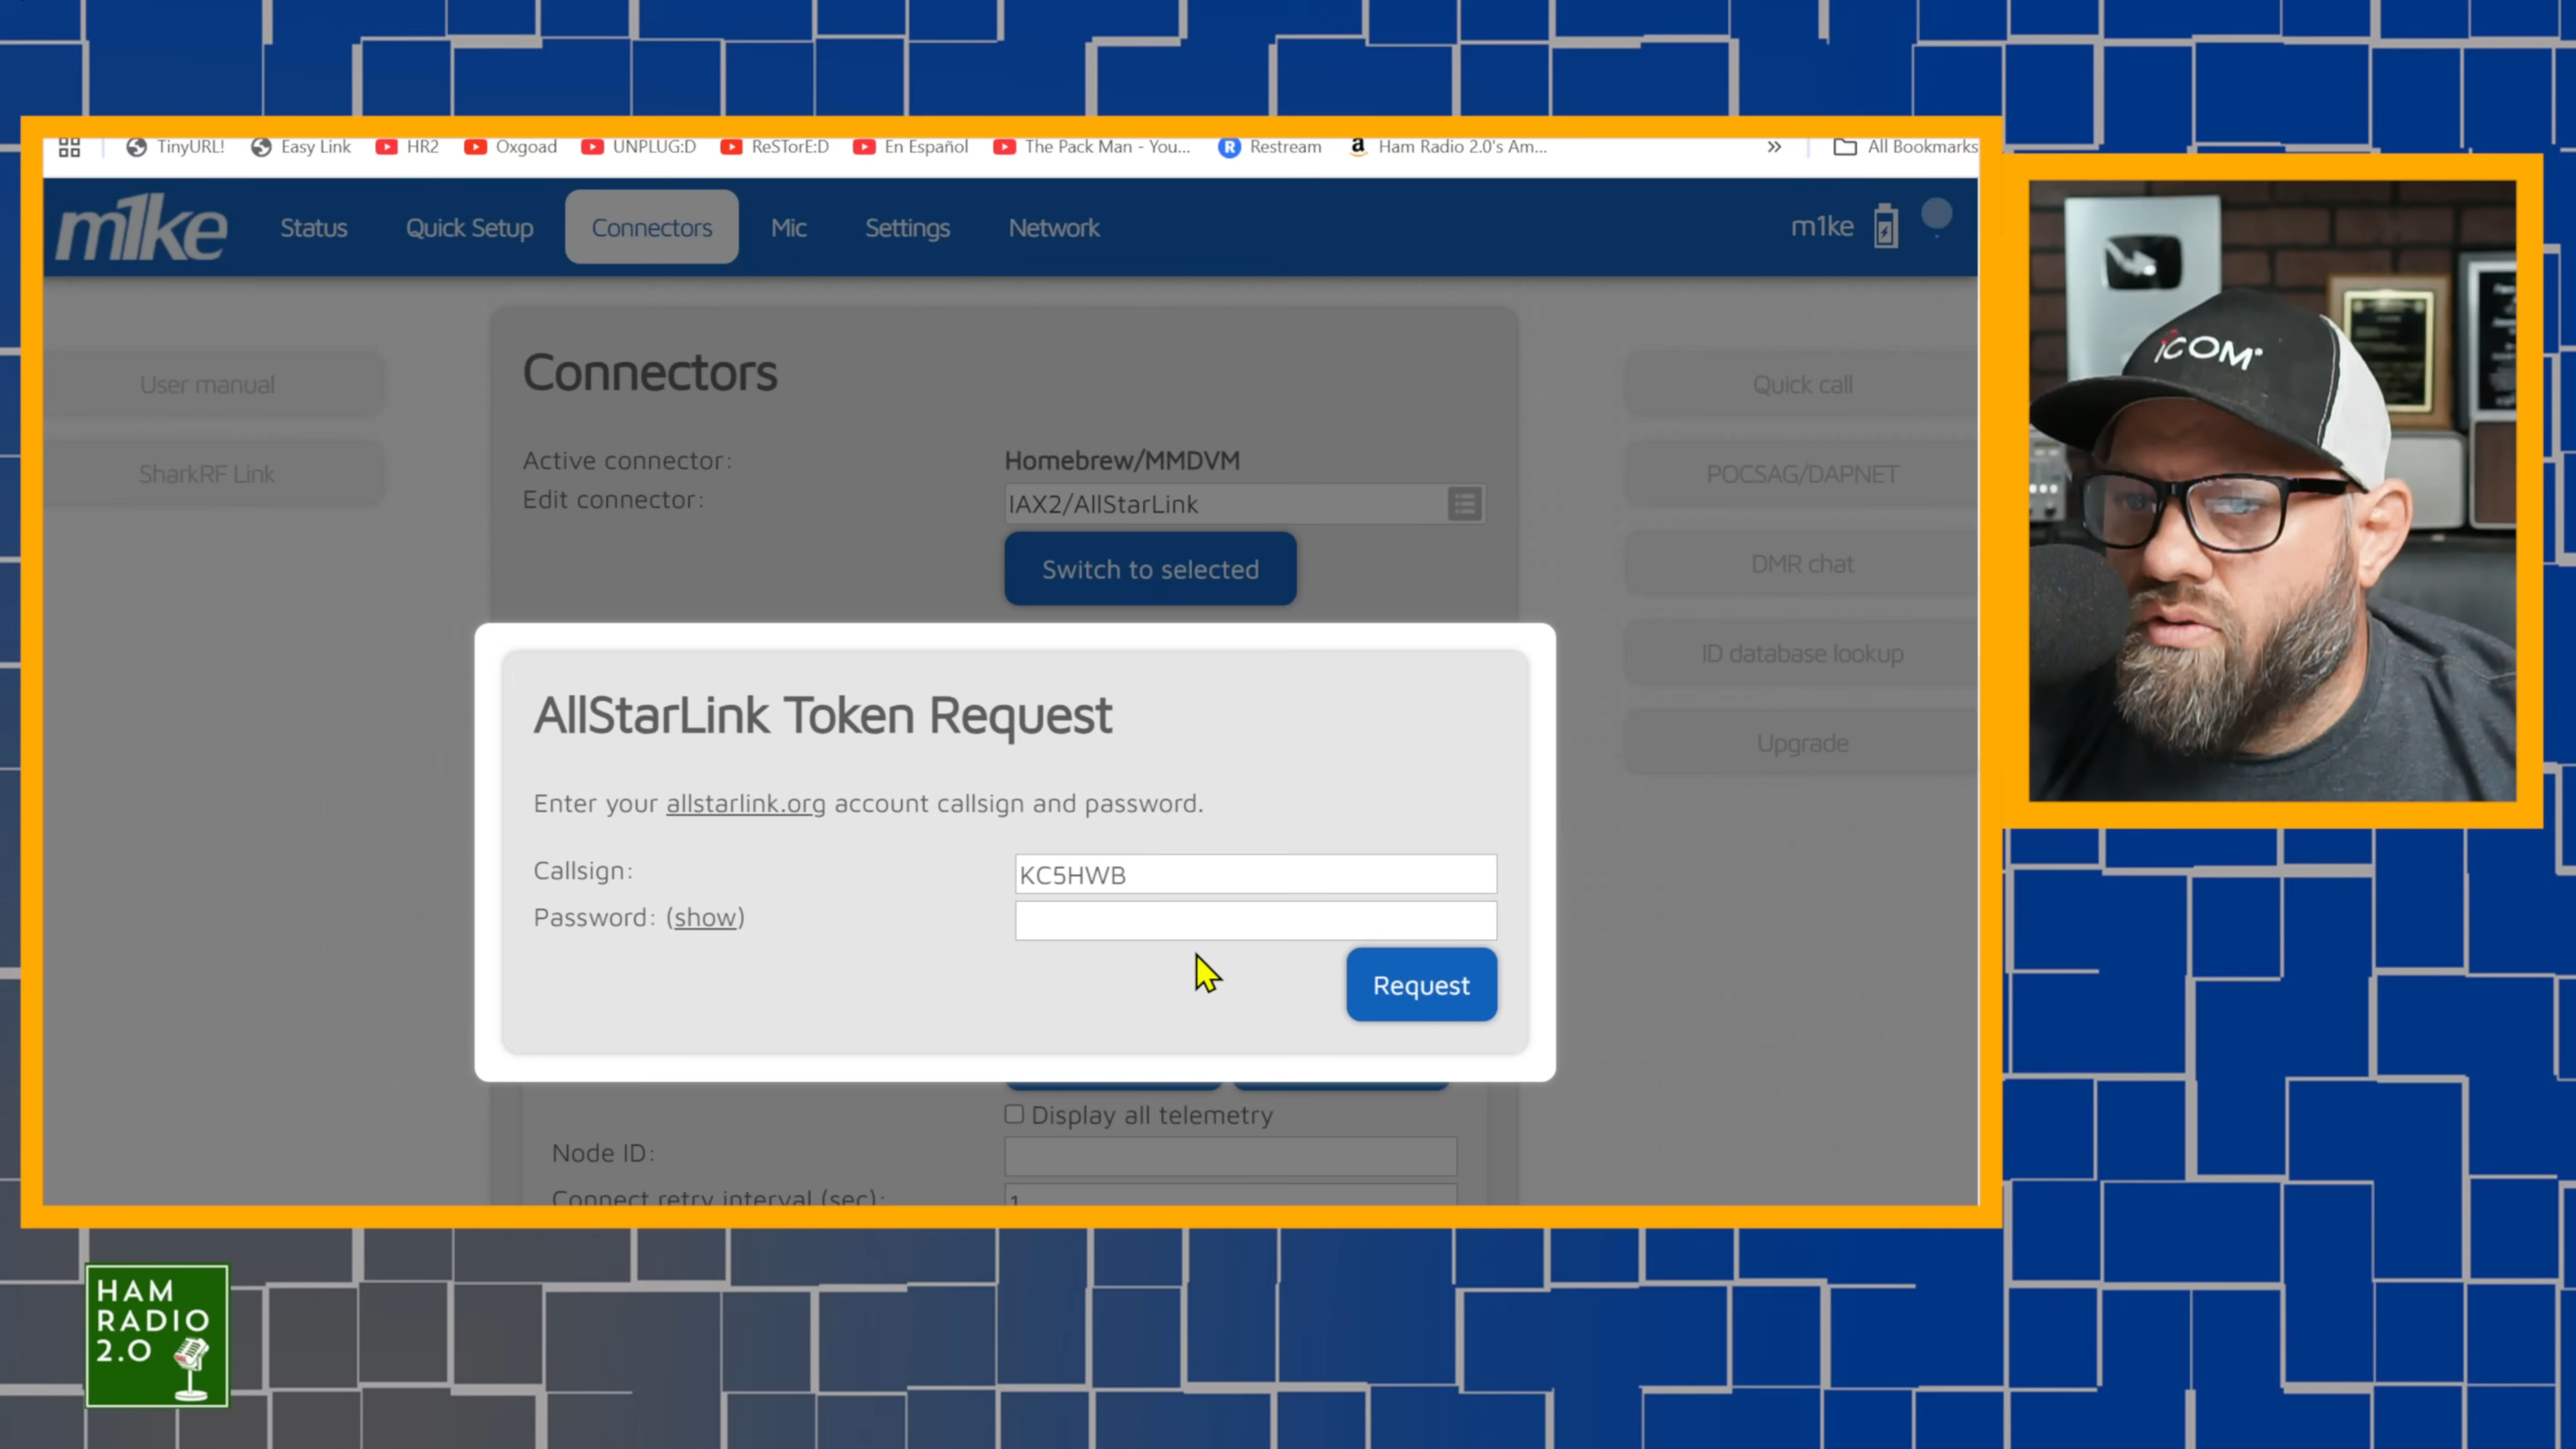 TinyURL! Easy Link HR2 Oxgoad UNPLUG:D ReSTorE:D En Español The Pack Man - You... Restream Ham Radio 2.0's Am... » All Bookmarks
m1ke Status Quick Setup Connectors Mic Settings Network m1ke
User manual
SharkRF Link
Connectors
Active connector: Homebrew/MMDVM
Edit connector: IAX2/AllStarLink
Switch to selected
Quick call
POCSAG/DAPNET
DMR chat
ID database lookup
Upgrade
AllStarLink Token Request
Enter your allstarlink.org account callsign and password.
Callsign: KC5HWB
Password: (show)
Request
Display all telemetry
Node ID:
Connect retry interval (sec): 1
iCOM
HAM
RADIO
2.0